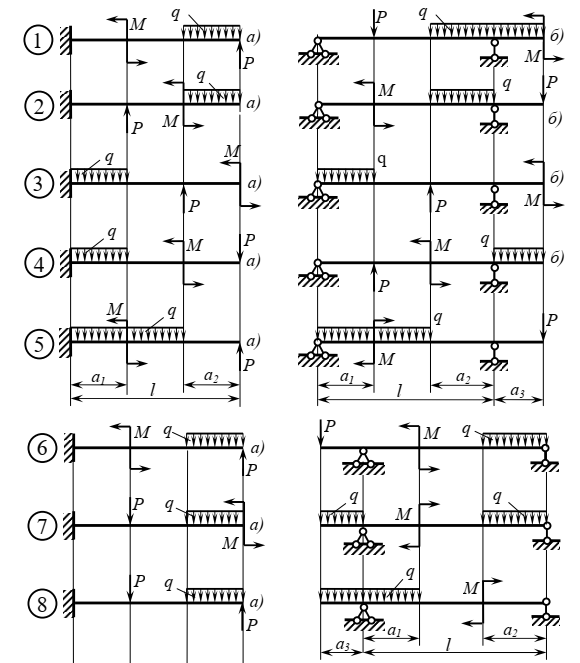 1 M q а) P P q б) M
2 P M q а) M q P б)
3 q P M а) q P M б)
4 q M P а) P M q б)
5 M q а) P M q P
a₁ a₂ a₁ a₂ a₃
l l
6 M q а) P P M q
7 P q а) M q M q
8 P q а) P q M
a₃ a₁ a₂
l